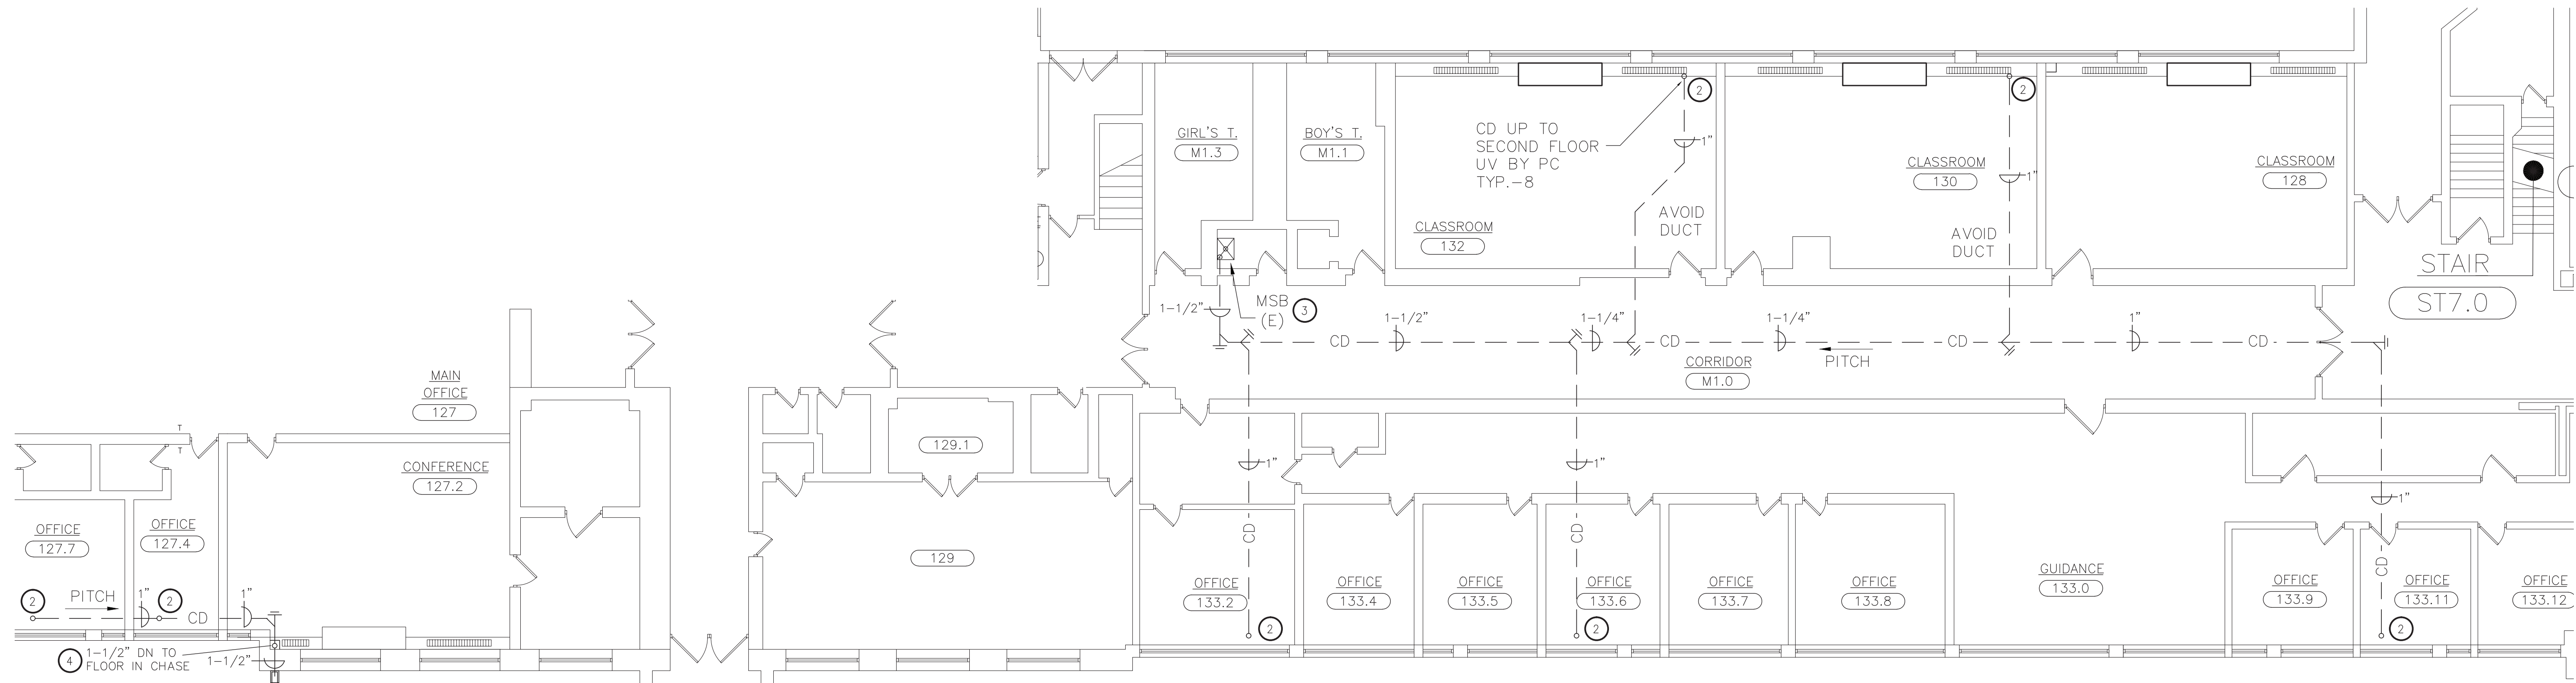 GIRL'S T.
M1.3
BOY'S T.
M1.1
CD UP TO
SECOND FLOOR
UV BY PC
TYP.-8
2
1"
CLASSROOM
132
AVOID
DUCT
2
1"
CLASSROOM
130
AVOID
DUCT
CLASSROOM
128
STAIR
ST7.0
1-1/2"
MSB
(E)
3
CD
1-1/2"
1-1/4"
CD
1-1/4"
PITCH
CD
1"
CD
CORRIDOR
M1.0
MAIN
OFFICE
127
T
T
CONFERENCE
127.2
129.1
1"
1"
1"
OFFICE
127.7
OFFICE
127.4
129
CD
CD
CD
OFFICE
133.2
OFFICE
133.4
OFFICE
133.5
OFFICE
133.6
OFFICE
133.7
OFFICE
133.8
GUIDANCE
133.0
OFFICE
133.9
OFFICE
133.11
OFFICE
133.12
2
PITCH
1"
2
CD
1"
2
2
2
4
1-1/2" DN TO
FLOOR IN CHASE
1-1/2"